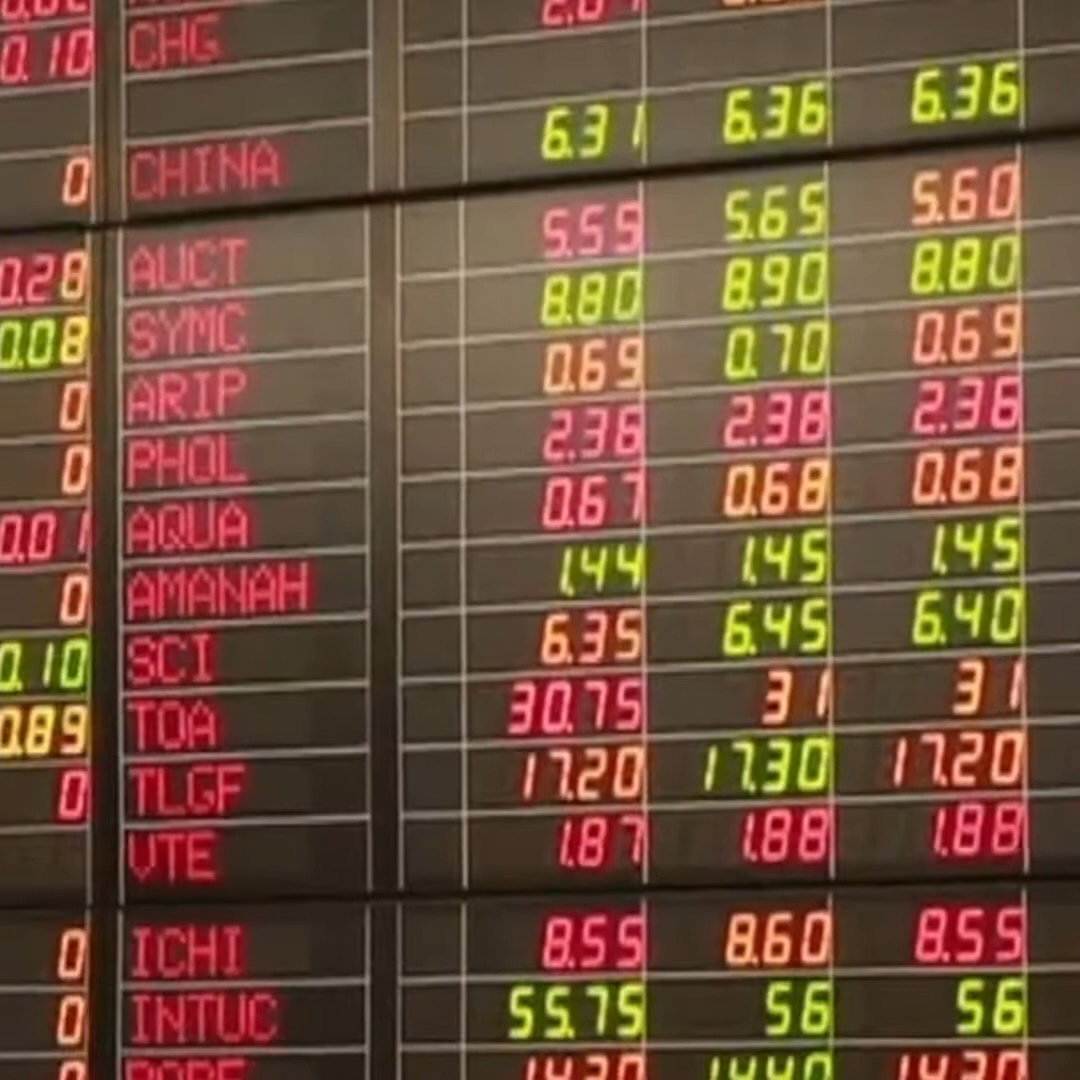 0.10 CHG
0 CHINA 6.31 6.36 6.36
0.28 AUCT 5.55 5.65 5.60
0.08 SYMC 8.80 8.90 8.80
0 ARIP 0.69 0.70 0.69
0 PHOL 2.36 2.38 2.36
0.01 AQUA 0.67 0.68 0.68
0 AMANAH 1.44 1.45 1.45
0.10 SCI 6.35 6.45 6.40
0.89 TOA 30.75 31 31
0 TLGF 17.20 17.30 17.20
VTE 1.87 1.88 1.88
0 ICHI 8.55 8.60 8.55
0 INTUC 55.75 56 56